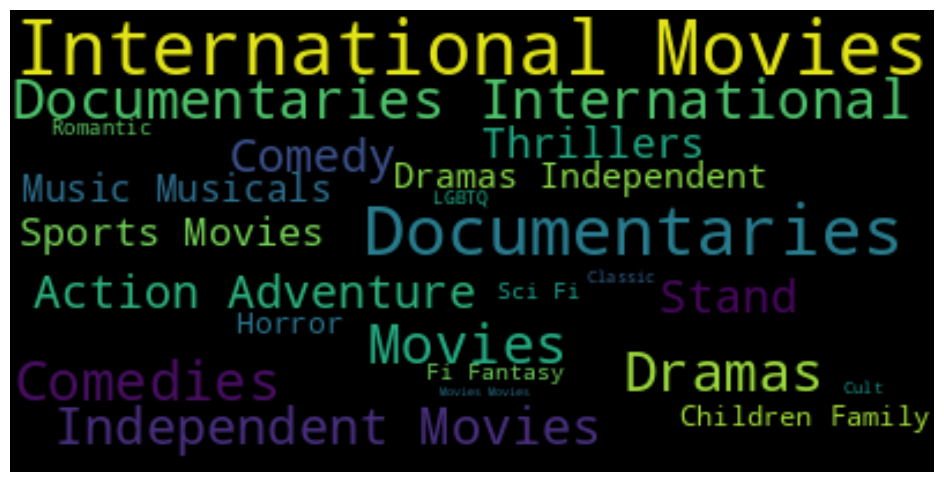 International Movies
Documentaries International
Romantic
Comedy
Thrillers
Music Musicals
Dramas Independent
LGBTQ
Sports Movies
Documentaries
Action Adventure
Sci Fi
Classic
Stand
Horror
Movies
Comedies
Fi Fantasy
Dramas
Movies Movies
Cult
Independent Movies
Children Family